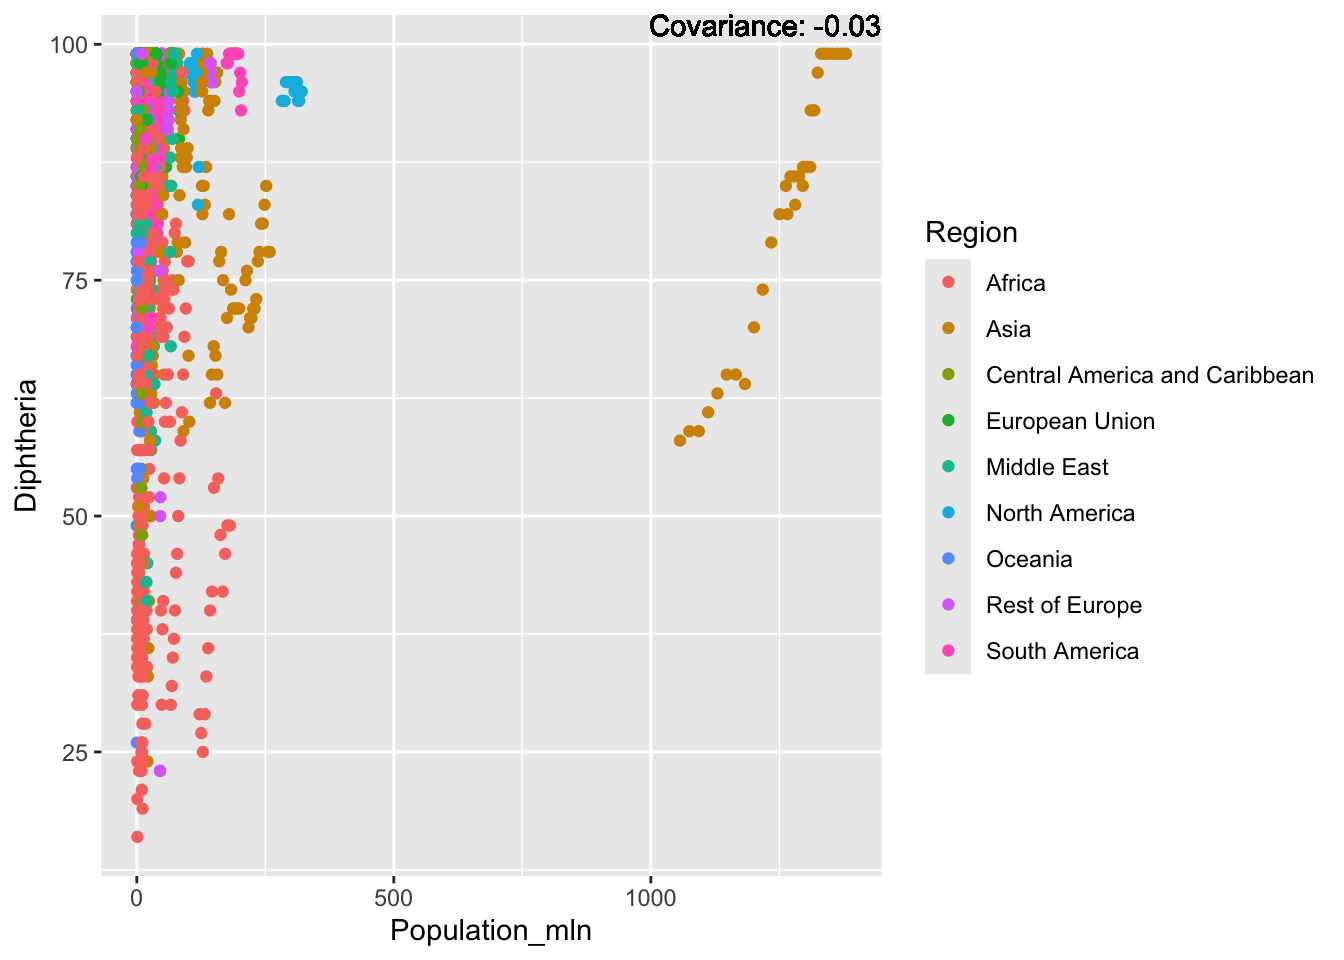 Covariance: -0.03
100
75
50
25
Diphtheria
0
500
1000
Population_mln
Region
Africa
Asia
Central America and Caribbean
European Union
Middle East
North America
Oceania
Rest of Europe
South America